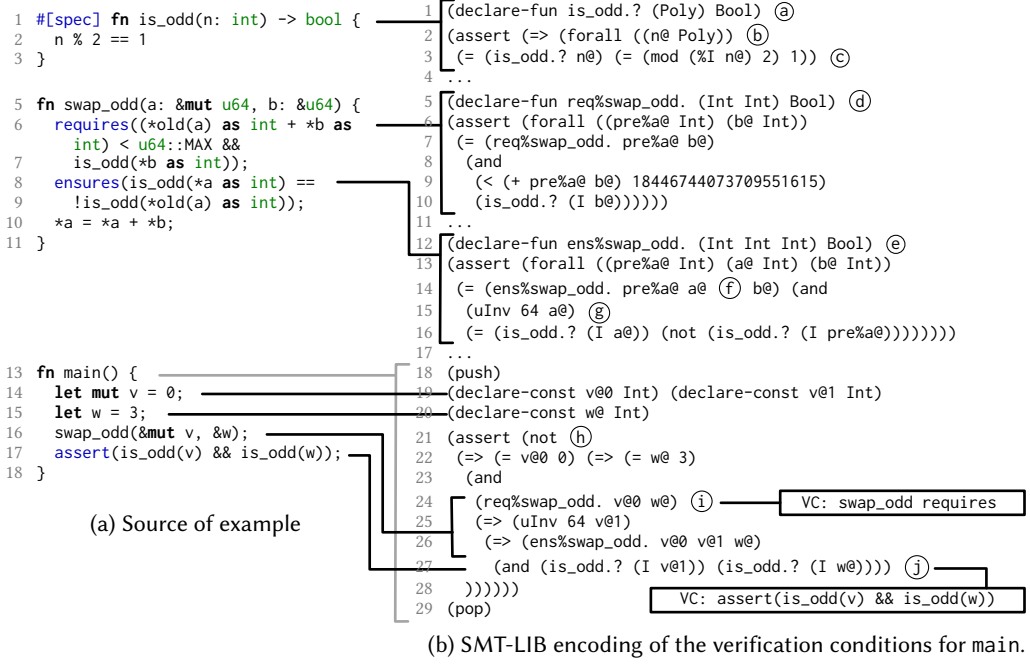 1 #[spec] fn is_odd(n: int) -> bool {
2 n % 2 == 1
3 }
5 fn swap_odd(a: &mut u64, b: &u64) {
6 requires((*old(a) as int + *b as
int) < u64::MAX &&
7 is_odd(*b as int));
8 ensures(is_odd(*a as int) ==
9 !is_odd(*old(a) as int));
10 *a = *a + *b;
11 }
13 fn main() {
14 let mut v = 0;
15 let w = 3;
16 swap_odd(&mut v, &w);
17 assert(is_odd(v) && is_odd(w));
18 }
(a) Source of example
1 (declare-fun is_odd.? (Poly) Bool) ⓐ
2 (assert (=> (forall ((n@ Poly)) ⓑ
3 (= (is_odd.? n@) (= (mod (%I n@) 2) 1)) ⓒ
4 ...
5 (declare-fun req%swap_odd. (Int Int) Bool) ⓓ
6 (assert (forall ((pre%a@ Int) (b@ Int))
7 (= (req%swap_odd. pre%a@ b@)
8 (and
9 (< (+ pre%a@ b@) 18446744073709551615)
10 (is_odd.? (I b@))))))
11 ...
12 (declare-fun ens%swap_odd. (Int Int Int) Bool) ⓔ
13 (assert (forall ((pre%a@ Int) (a@ Int) (b@ Int))
14 (= (ens%swap_odd. pre%a@ a@ ⓕ b@) (and
15 (uInv 64 a@) ⓖ
16 (= (is_odd.? (I a@)) (not (is_odd.? (I pre%a@))))))))
17 ...
18 (push)
19 (declare-const v@0 Int) (declare-const v@1 Int)
20 (declare-const w@ Int)
21 (assert (not ⓗ
22 (=> (= v@0 0) (=> (= w@ 3)
23 (and
24 (req%swap_odd. v@0 w@) ⓘ VC: swap_odd requires
25 (=> (uInv 64 v@1)
26 (=> (ens%swap_odd. v@0 v@1 w@)
27 (and (is_odd.? (I v@1)) (is_odd.? (I w@)))) ⓙ
28 ))))))
VC: assert(is_odd(v) && is_odd(w))
29 (pop)
(b) SMT-LIB encoding of the verification conditions for main.